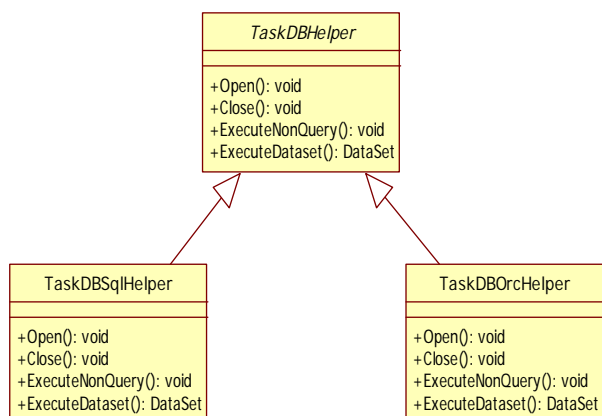 TaskDBHelper
+Open(): void
+Close(): void
+ExecuteNonQuery(): void
+ExecuteDataset(): DataSet
TaskDBSqlHelper
+Open(): void
+Close(): void
+ExecuteNonQuery(): void
+ExecuteDataset(): DataSet
TaskDBOrcHelper
+Open(): void
+Close(): void
+ExecuteNonQuery(): void
+ExecuteDataset(): DataSet